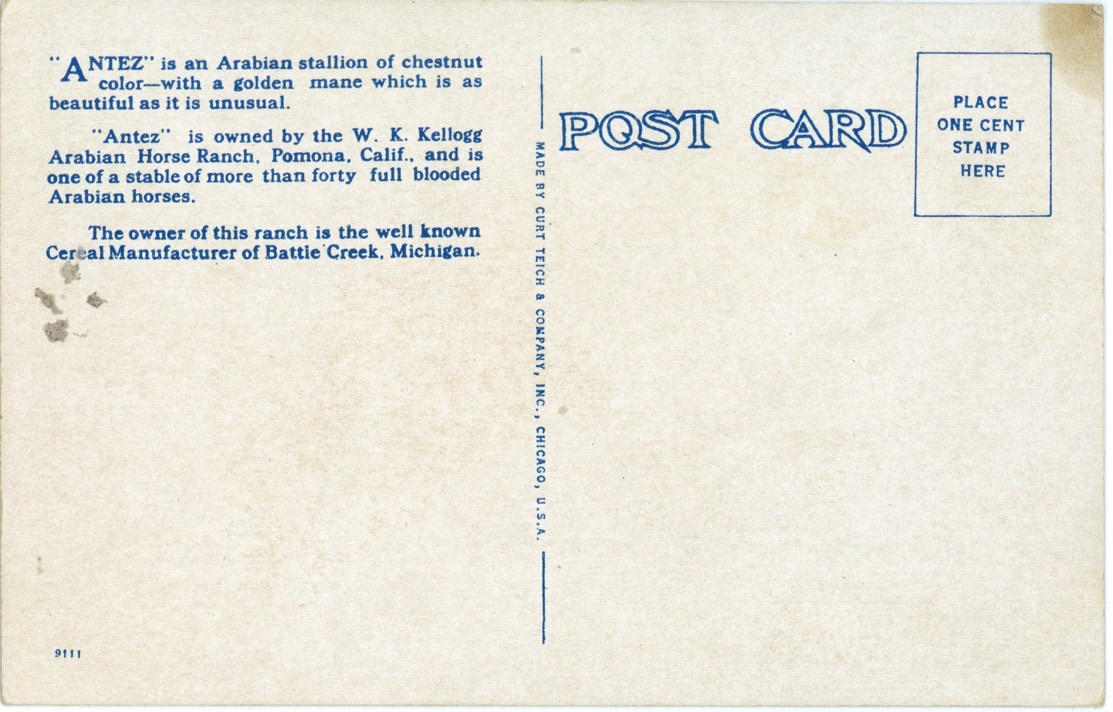 "ANTEZ" is an Arabian stallion of chestnut
color—with a golden mane which is as
beautiful as it is unusual.
"Antez" is owned by the W. K. Kellogg
Arabian Horse Ranch, Pomona, Calif., and is
one of a stable of more than forty full blooded
Arabian horses.
The owner of this ranch is the well known
Cereal Manufacturer of Battle Creek, Michigan.
9111
MADE BY CURT TEICH & COMPANY, INC., CHICAGO, U.S.A.
POST CARD
PLACE
ONE CENT
STAMP
HERE